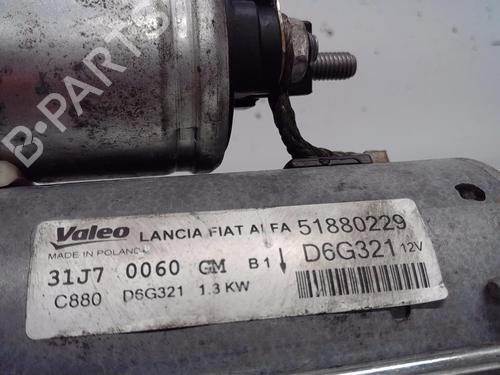 B-PARTS
Valeo LANCIA FIAT ALFA 51880229
MADE IN POLAND D6G321 12V
31J7 0060 GM B1
C880 D6G321 1.3 KW